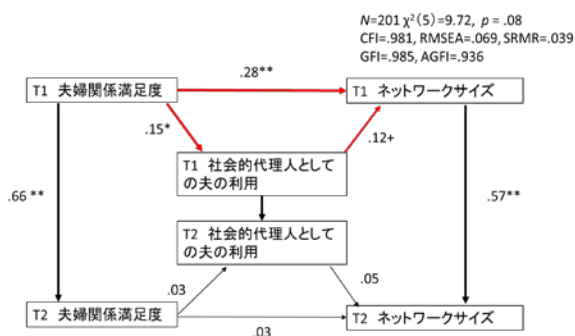 N=201 χ²(5)=9.72, p = .08
CFI=.981, RMSEA=.069, SRMR=.039
GFI=.985, AGFI=.936
.28**
T1 夫婦関係満足度
T1 ネットワークサイズ
.15*
.12+
T1 社会的代理人として
の夫の利用
.66 **
.57**
T2 社会的代理人として
の夫の利用
.03
.05
T2 夫婦関係満足度
T2 ネットワークサイズ
.03